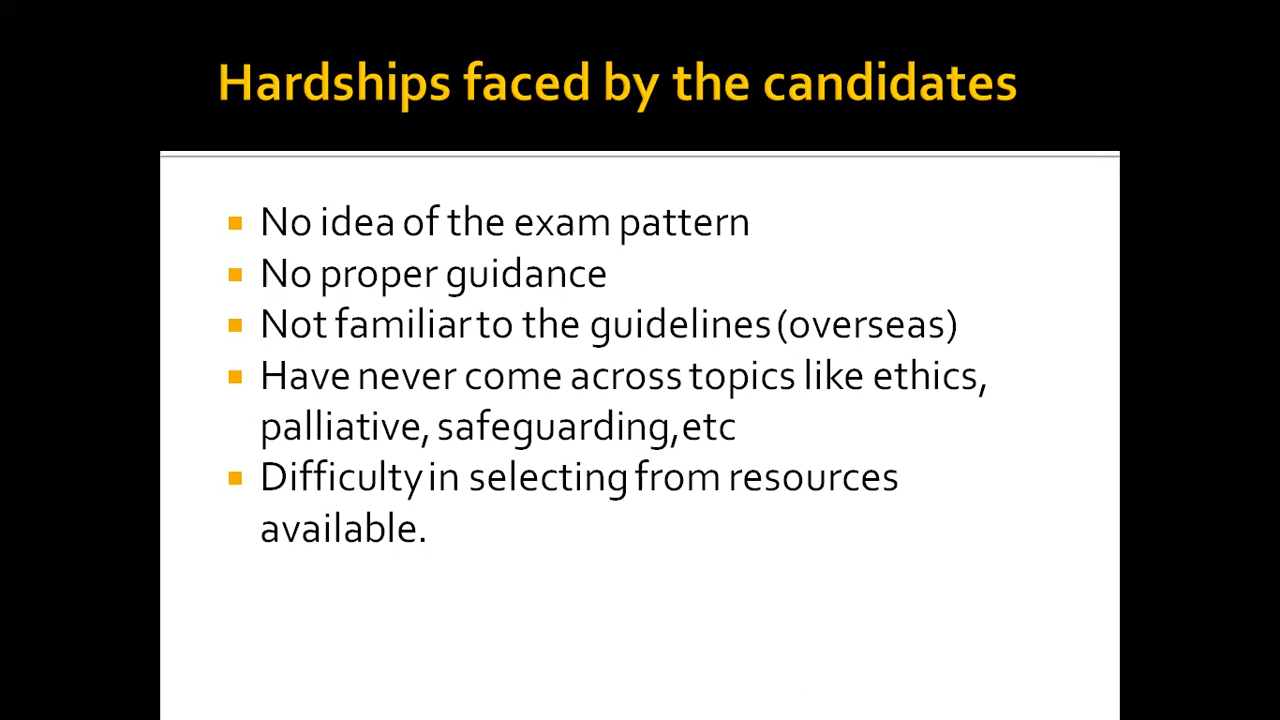 Hardships faced by the candidates
No idea of the exam pattern
No proper guidance
Not familiar to the guidelines (overseas)
Have never come across topics like ethics,
palliative, safeguarding,etc
Difficulty in selecting from resources
available.